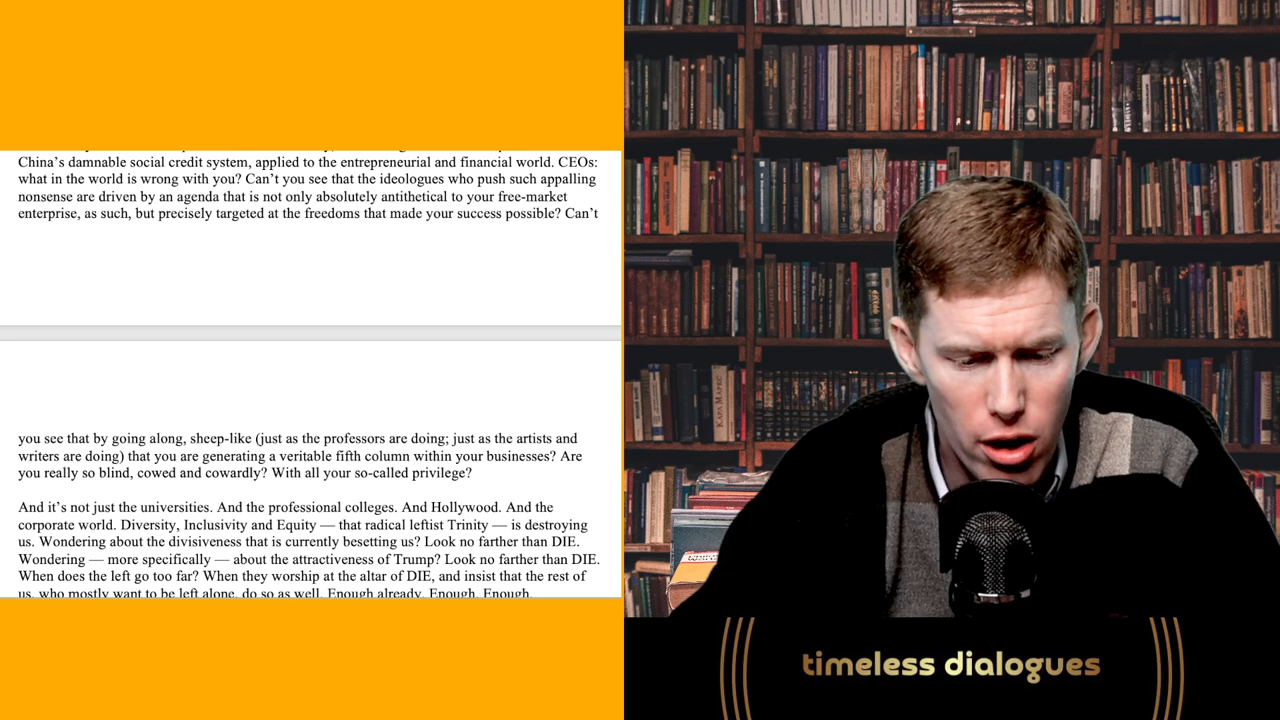 China’s damnable social credit system, applied to the entrepreneurial and financial world. CEOs:
what in the world is wrong with you? Can’t you see that the ideologues who push such appalling
nonsense are driven by an agenda that is not only absolutely antithetical to your free-market
enterprise, as such, but precisely targeted at the freedoms that made your success possible? Can’t
you see that by going along, sheep-like (just as the professors are doing; just as the artists and
writers are doing) that you are generating a veritable fifth column within your businesses? Are
you really so blind, cowed and cowardly? With all your so-called privilege?
And it’s not just the universities. And the professional colleges. And Hollywood. And the
corporate world. Diversity, Inclusivity and Equity — that radical leftist Trinity — is destroying
us. Wondering about the divisiveness that is currently besetting us? Look no farther than DIE.
Wondering — more specifically — about the attractiveness of Trump? Look no farther than DIE.
When does the left go too far? When they worship at the altar of DIE, and insist that the rest of
us, who mostly want to be left alone, do so as well. Enough already. Enough. Enough.
КАРЛ МАРКС
timeless dialogues